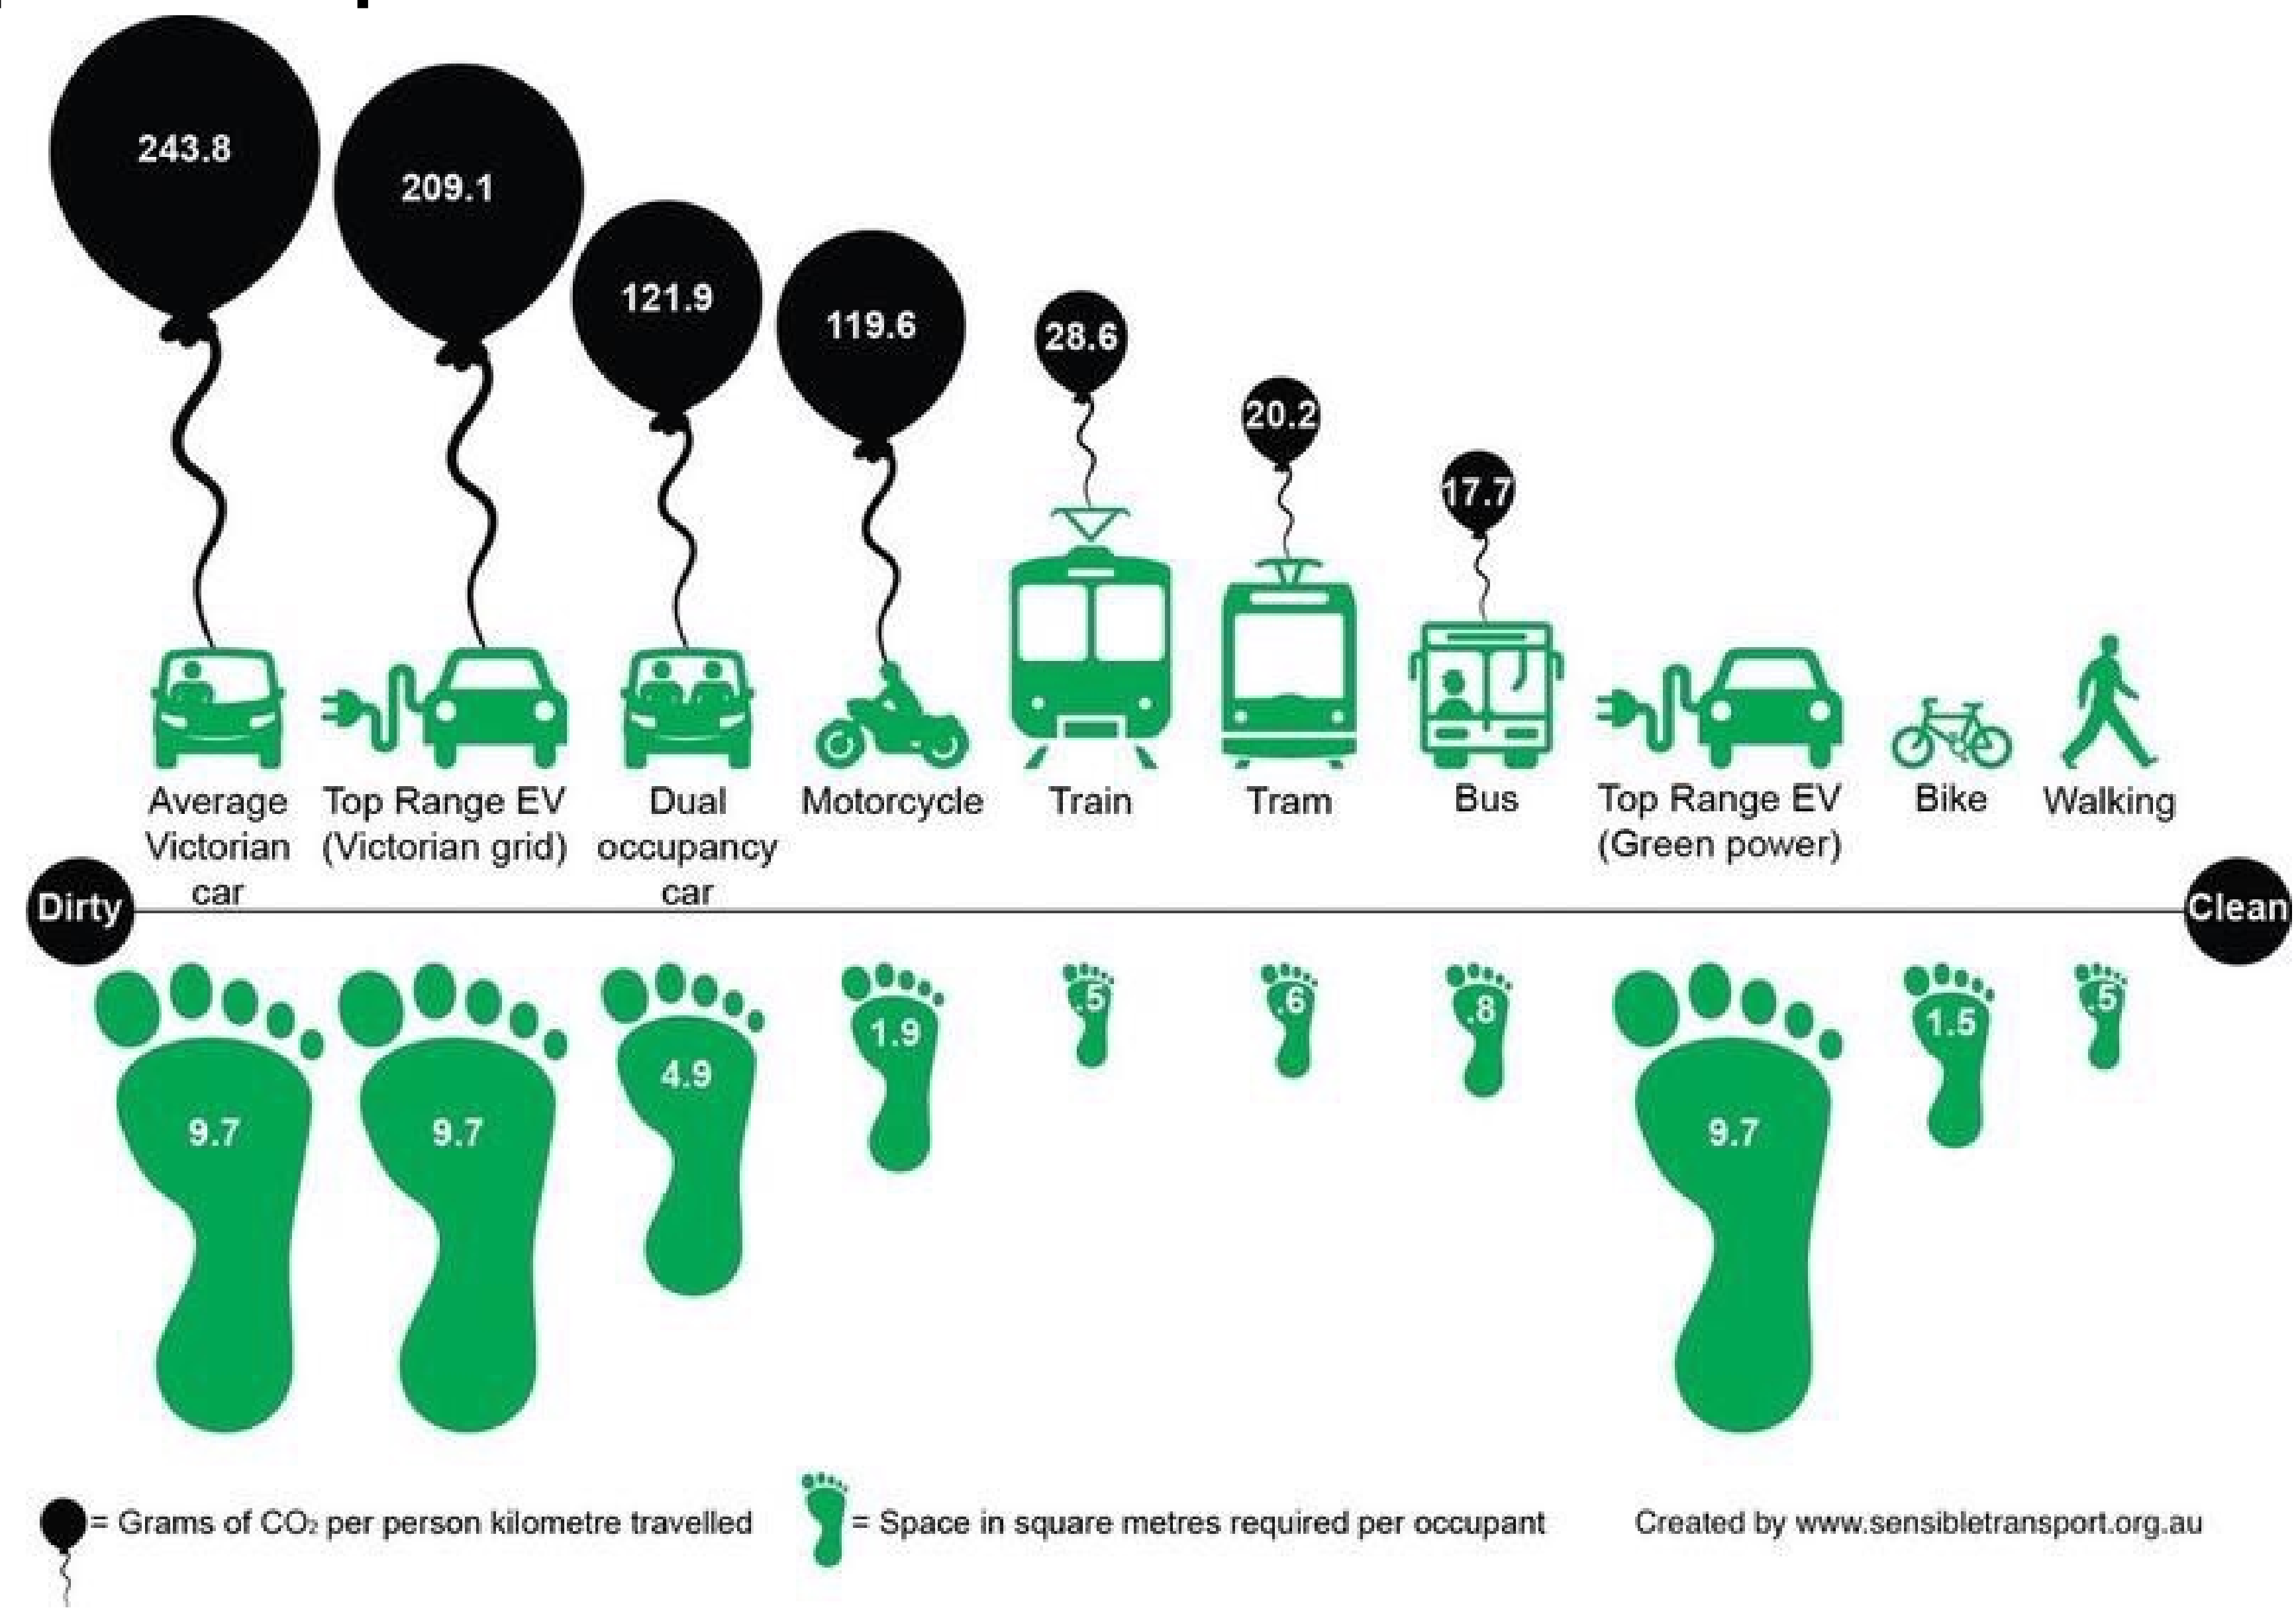 243.8
209.1
121.9
119.6
28.6
20.2
17.7
Average
Victorian
car
Top Range EV
(Victorian grid)
Dual
occupancy
car
Motorcycle
Train
Tram
Bus
Top Range EV
(Green power)
Bike
Walking
Dirty
Clean
9.7
9.7
4.9
1.9
.5
.6
.8
9.7
1.5
.5
= Grams of CO₂ per person kilometre travelled
= Space in square metres required per occupant
Created by www.sensibletransport.org.au